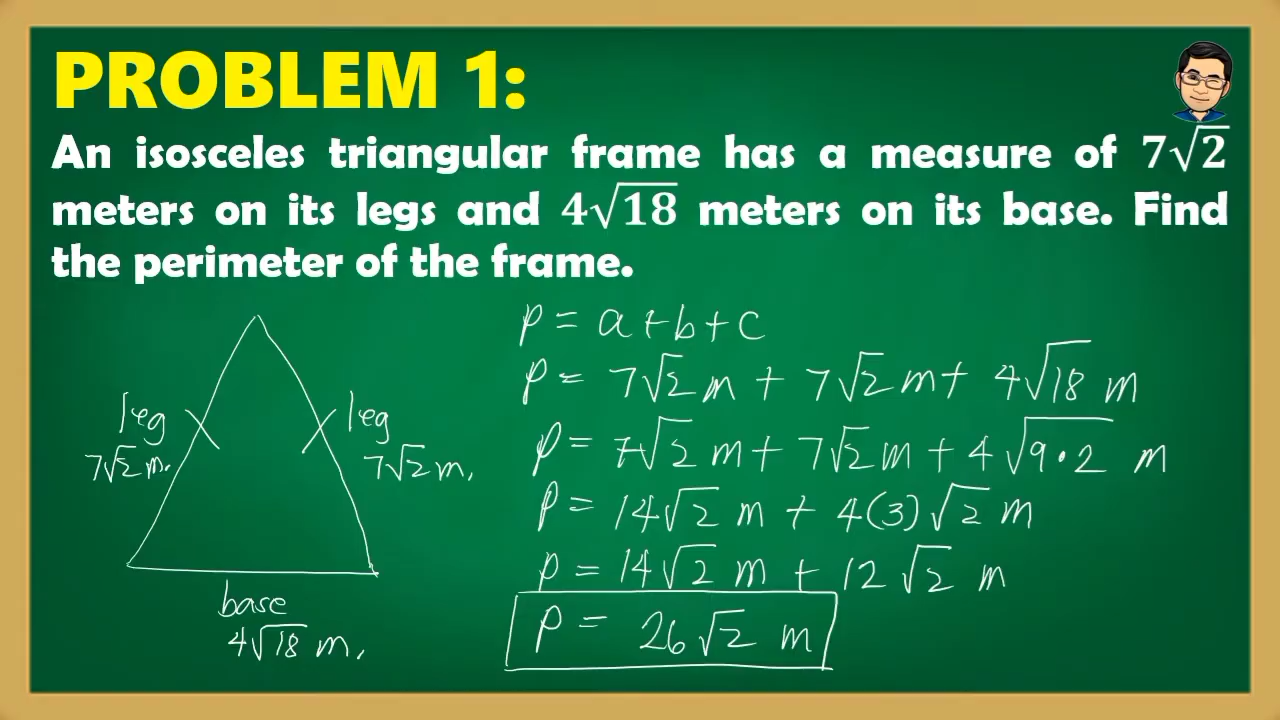 PROBLEM 1:
An isosceles triangular frame has a measure of 7√2
meters on its legs and 4√18 meters on its base. Find
the perimeter of the frame.
leg
7√2 m.
leg
7√2 m.
base
4√18 m.
P = a+b+c
P = 7√2 m + 7√2 m + 4√18 m
P = 7√2 m + 7√2 m + 4√9•2 m
P = 14√2 m + 4(3)√2 m
P = 14√2 m + 12√2 m
P = 26√2 m